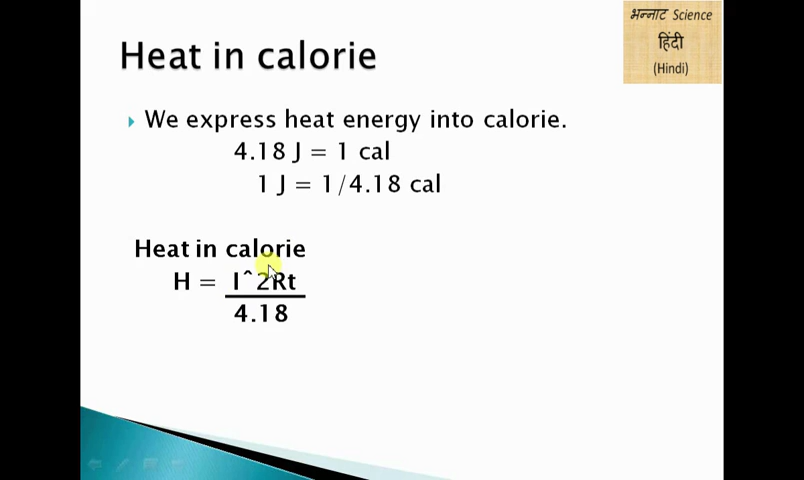 भन्नाट Science
हिंदी
(Hindi)
Heat in calorie
We express heat energy into calorie.
4.18 J = 1 cal
1 J = 1/4.18 cal
Heat in calorie
H = I^2Rt
4.18